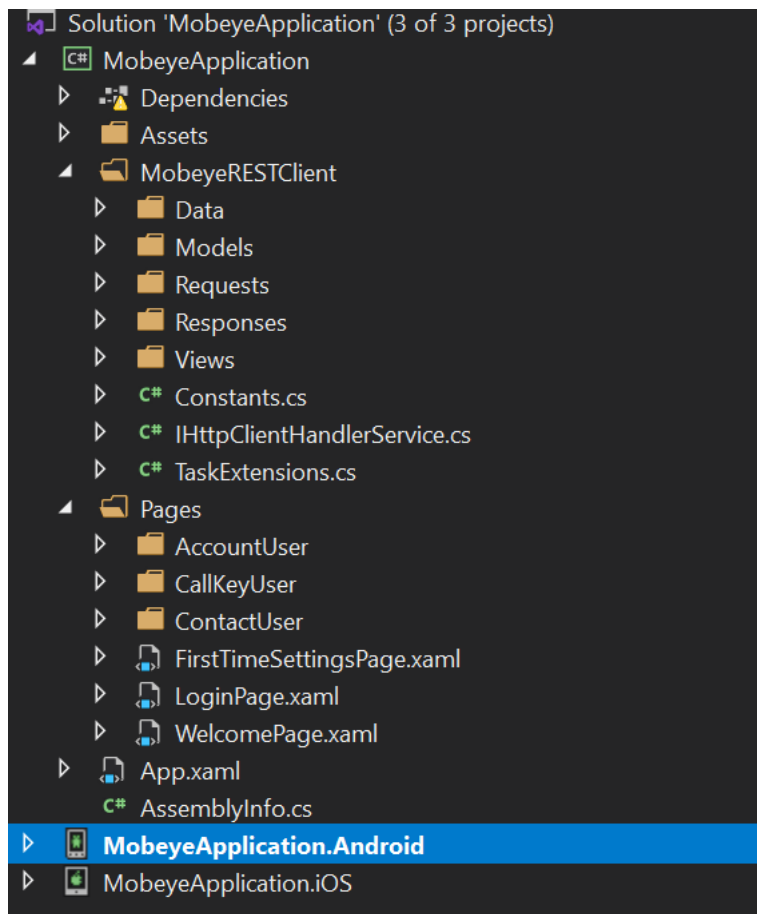 Solution 'MobeyeApplication' (3 of 3 projects)
C# MobeyeApplication
Dependencies
Assets
MobeyeRESTClient
Data
Models
Requests
Responses
Views
C# Constants.cs
C# IHttpClientHandlerService.cs
C# TaskExtensions.cs
Pages
AccountUser
CallKeyUser
ContactUser
FirstTimeSettingsPage.xaml
LoginPage.xaml
WelcomePage.xaml
App.xaml
C# AssemblyInfo.cs
MobeyeApplication.Android
MobeyeApplication.iOS